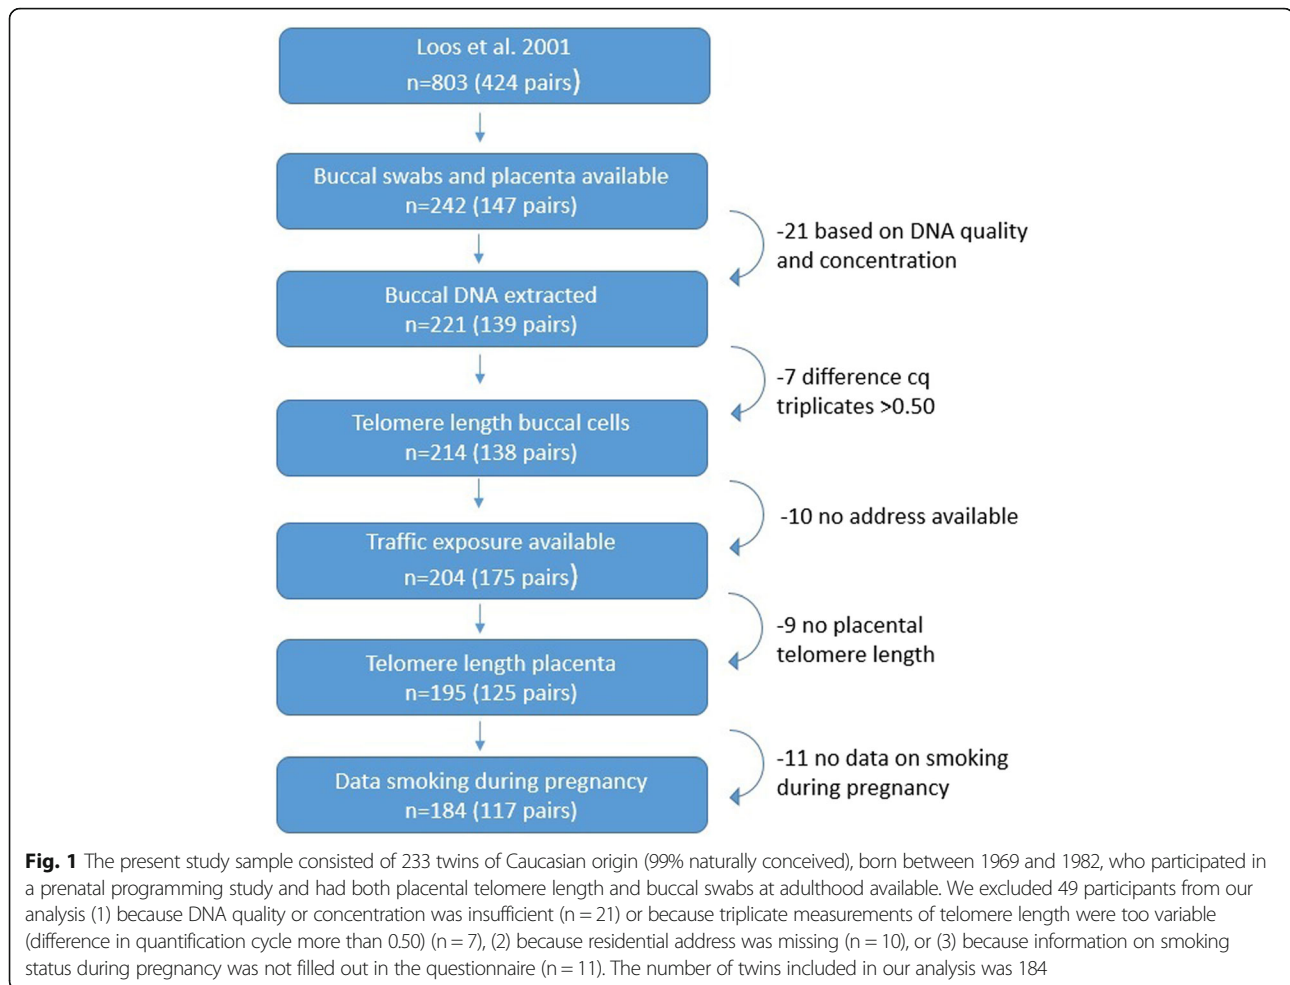 Loos et al. 2001
n=803 (424 pairs)
Buccal swabs and placenta available
n=242 (147 pairs)
-21 based on DNA quality
and concentration
Buccal DNA extracted
n=221 (139 pairs)
-7 difference cq
triplicates >0.50
Telomere length buccal cells
n=214 (138 pairs)
-10 no address available
Traffic exposure available
n=204 (175 pairs)
-9 no placental
telomere length
Telomere length placenta
n=195 (125 pairs)
-11 no data on smoking
during pregnancy
Data smoking during pregnancy
n=184 (117 pairs)
Fig. 1 The present study sample consisted of 233 twins of Caucasian origin (99% naturally conceived), born between 1969 and 1982, who participated in
a prenatal programming study and had both placental telomere length and buccal swabs at adulthood available. We excluded 49 participants from our
analysis (1) because DNA quality or concentration was insufficient (n = 21) or because triplicate measurements of telomere length were too variable
(difference in quantification cycle more than 0.50) (n = 7), (2) because residential address was missing (n = 10), or (3) because information on smoking
status during pregnancy was not filled out in the questionnaire (n = 11). The number of twins included in our analysis was 184